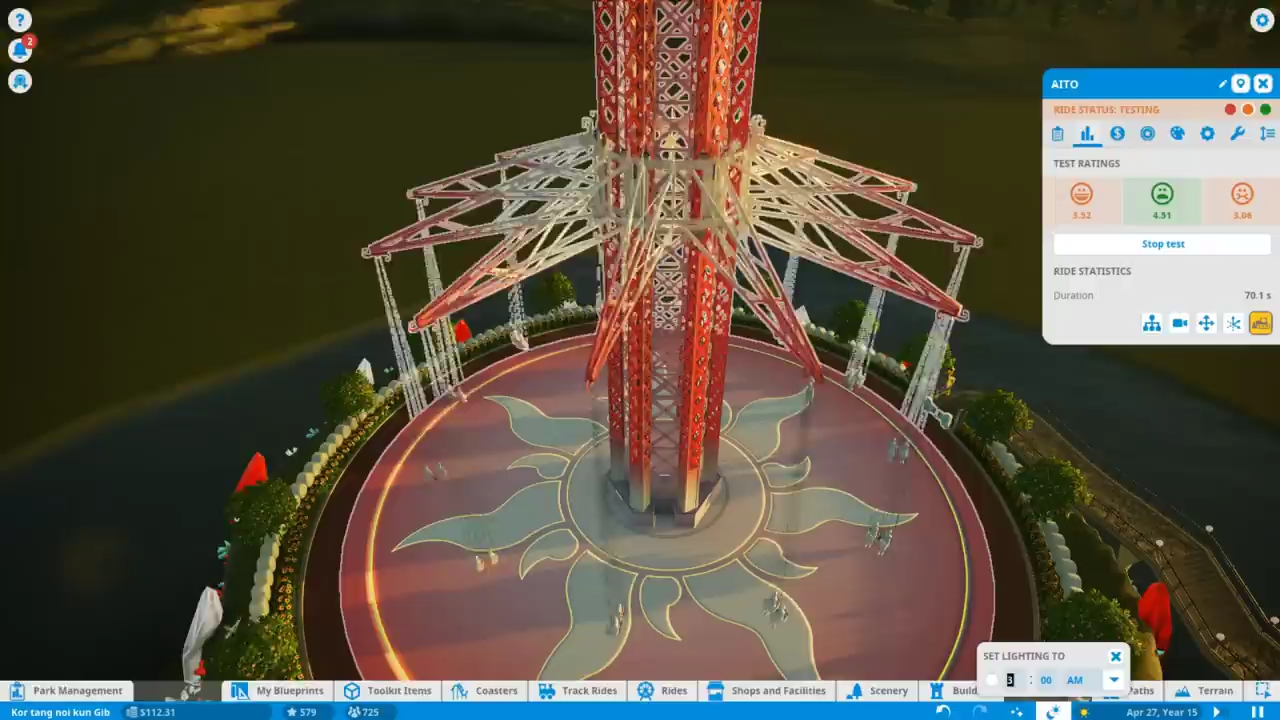 2
AITO
RIDE STATUS: TESTING
TEST RATINGS
3.52 4.51 3.08
Stop test
RIDE STATISTICS
Duration 70.1 s
SET LIGHTING TO
3 : 00 AM
Park Management My Blueprints Toolkit Items Coasters Track Rides Rides Shops and Facilities Scenery Build Paths Terrain
Kor tang noi kun Gib $112.31 579 725 Apr 27, Year 15